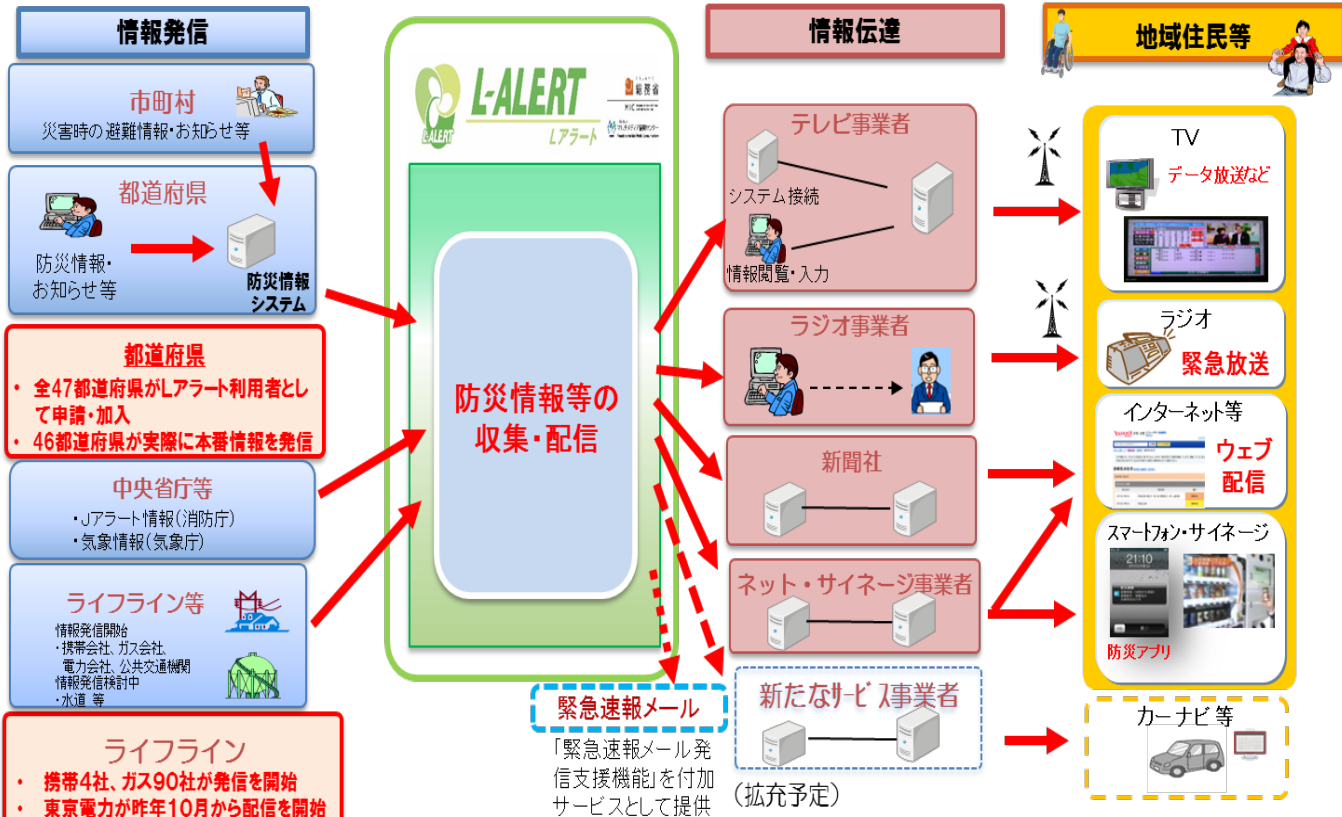 情報発信
市町村
災害時の避難情報・お知らせ等
都道府県
防災情報・
お知らせ等
防災情報
システム
都道府県
・ 全47都道府県がLアラート利用者とし
て申請・加入
・ 46都道府県が実際に本番情報を発信
中央省庁等
・Jアラート情報(消防庁)
・気象情報(気象庁)
ライフライン等
情報発信開始
・携帯会社、ガス会社、
電力会社、公共交通機関
情報発信検討中
・水道 等
ライフライン
・ 携帯4社、ガス90社が発信を開始
・ 東京電力が昨年10月から配信を開始
L-ALERT
L-ALERT
Lアラート
総務省
MIC
防災情報等の
収集・配信
緊急速報メール
「緊急速報メール発
信支援機能」を付加
サービスとして提供
情報伝達
テレビ事業者
システム接続
情報閲覧・入力
ラジオ事業者
新聞社
ネット・サイネージ事業者
新たなサービス事業者
(拡充予定)
地域住民等
TV
データ放送など
ラジオ
緊急放送
インターネット等
ウェブ
配信
スマートフォン・サイネージ
21:10
防災アプリ
カーナビ等